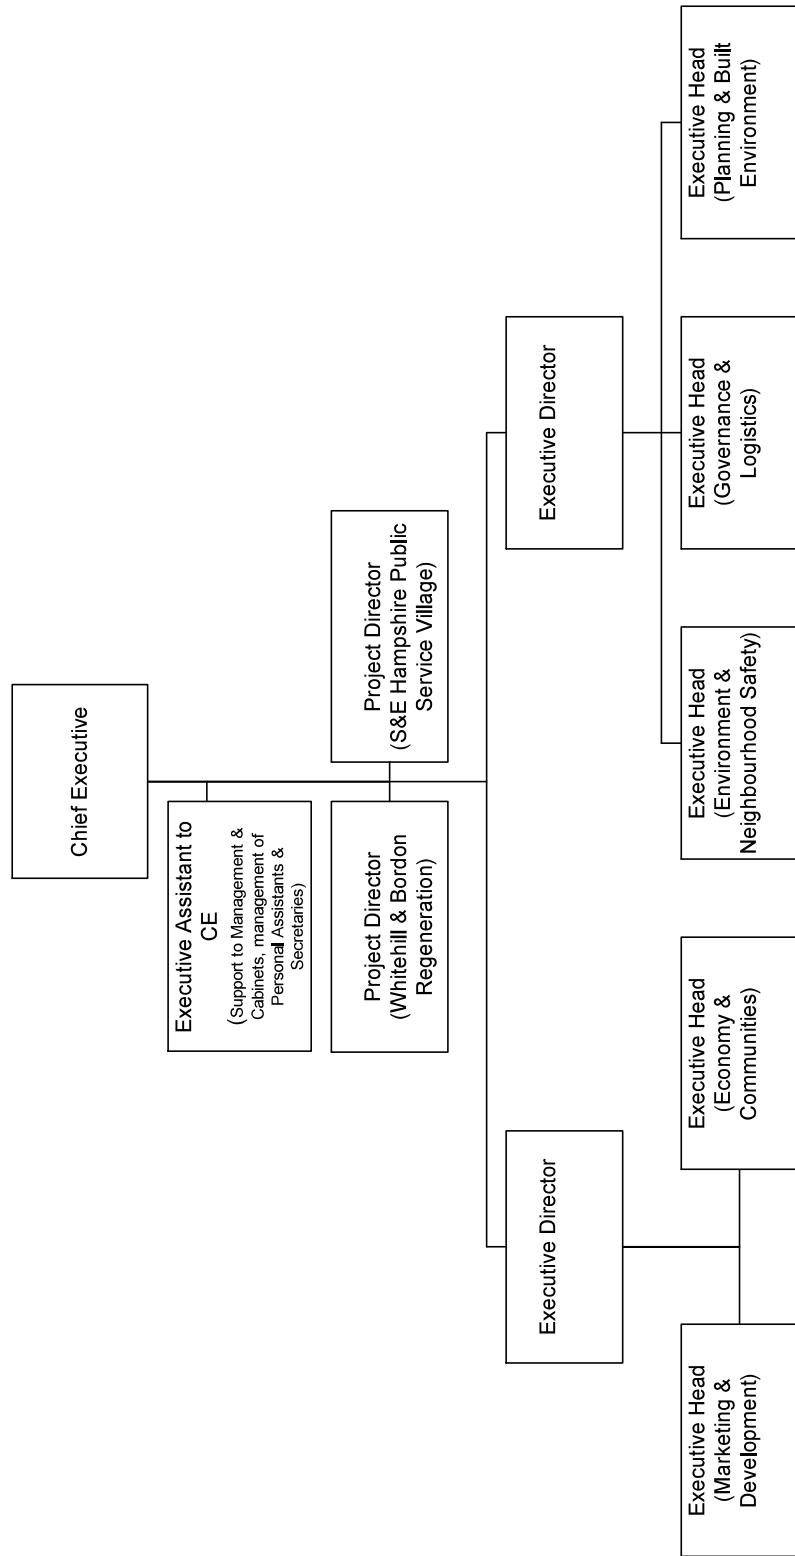 Chief Executive
Executive Assistant to
CE
(Support to Management &
Cabinets, management of
Personal Assistants &
Secretaries)
Project Director
(Whitehill & Bordon
Regeneration)
Project Director
(S&E Hampshire Public
Service Village)
Executive Director
Executive Director
Executive Head
(Marketing &
Development)
Executive Head
(Economy &
Communities)
Executive Head
(Environment &
Neighbourhood Safety)
Executive Head
(Governance &
Logistics)
Executive Head
(Planning & Built
Environment)